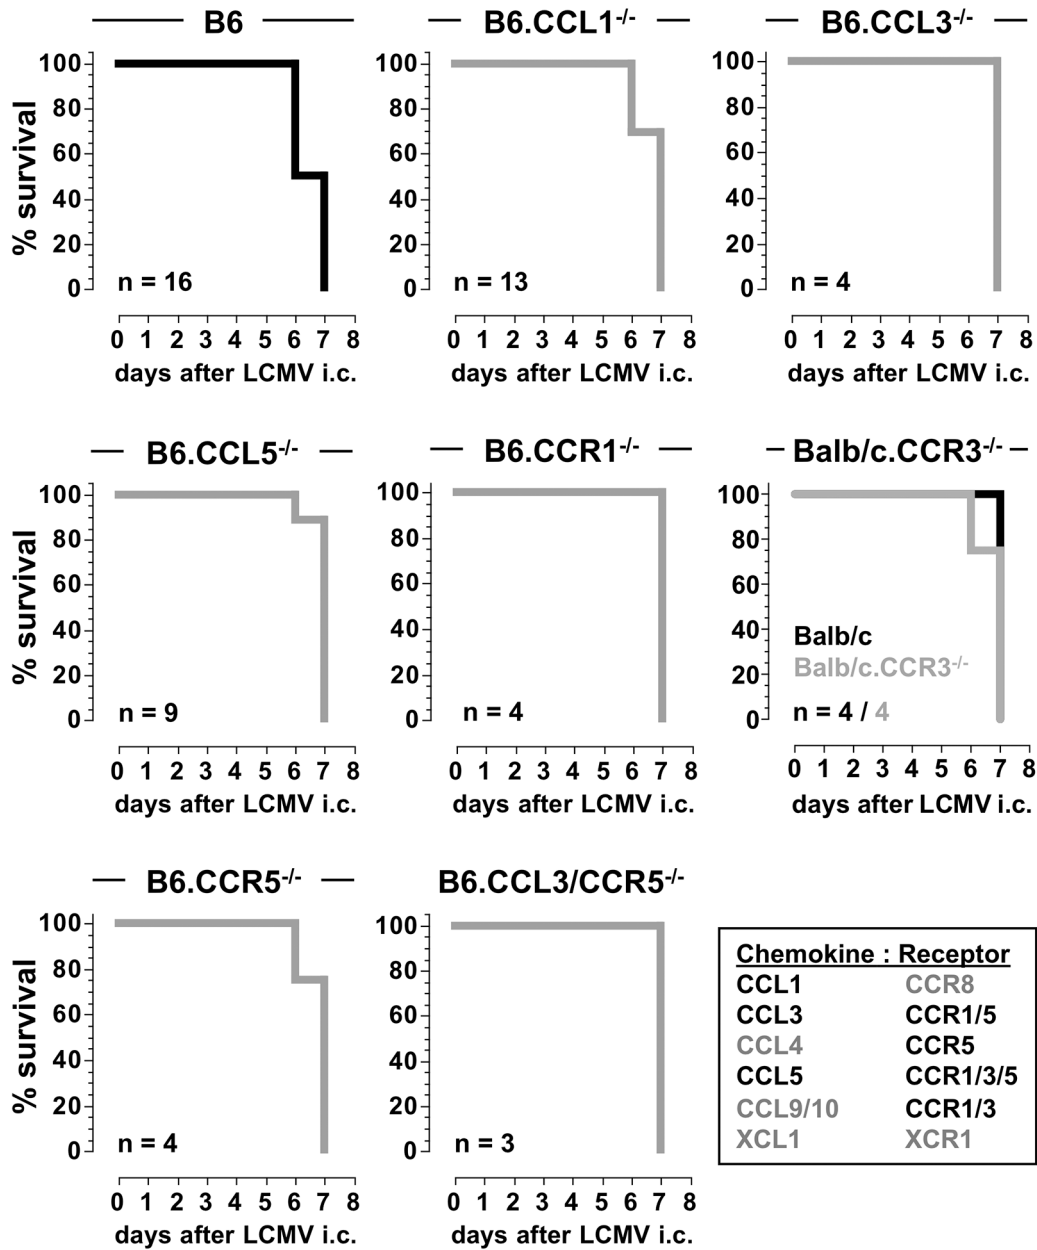 B6
B6.CCL1-/-
B6.CCL3-/-
% survival
100
80
60
40
20
0
n = 16
0 1 2 3 4 5 6 7 8
days after LCMV i.c.
100
80
60
40
20
0
n = 13
0 1 2 3 4 5 6 7 8
days after LCMV i.c.
100
80
60
40
20
0
n = 4
0 1 2 3 4 5 6 7 8
days after LCMV i.c.
B6.CCL5-/-
B6.CCR1-/-
Balb/c.CCR3-/-
% survival
100
80
60
40
20
0
n = 9
0 1 2 3 4 5 6 7 8
days after LCMV i.c.
100
80
60
40
20
0
n = 4
0 1 2 3 4 5 6 7 8
days after LCMV i.c.
100
80
60
40
20
0
Balb/c
Balb/c.CCR3-/-
n = 4 / 4
0 1 2 3 4 5 6 7 8
days after LCMV i.c.
B6.CCR5-/-
B6.CCL3/CCR5-/-
% survival
100
80
60
40
20
0
n = 4
0 1 2 3 4 5 6 7 8
days after LCMV i.c.
100
80
60
40
20
0
n = 3
0 1 2 3 4 5 6 7 8
days after LCMV i.c.
Chemokine : Receptor
CCL1 CCR8
CCL3 CCR1/5
CCL4 CCR5
CCL5 CCR1/3/5
CCL9/10 CCR1/3
XCL1 XCR1